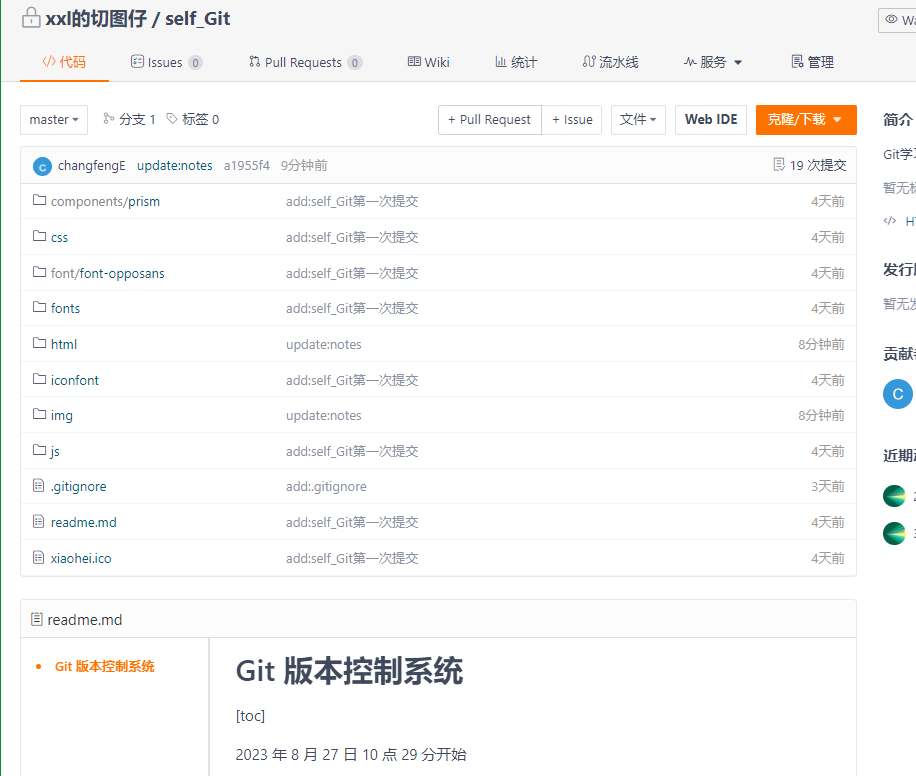 xxl的切图仔 / self_Git
代码 Issues 0 Pull Requests 0 Wiki 统计 流水线 服务 管理
master 分支 1 标签 0 + Pull Request + Issue 文件 Web IDE 克隆/下载 简介
C changfengE update:notes a1955f4 9分钟前 19 次提交 Git学
components/prism add:self_Git第一次提交 4天前 暂无标
css add:self_Git第一次提交 4天前
font/font-opposans add:self_Git第一次提交 4天前 发行
fonts add:self_Git第一次提交 4天前 暂无发
html update:notes 8分钟前 贡献
iconfont add:self_Git第一次提交 4天前 C
img update:notes 8分钟前
js add:self_Git第一次提交 4天前 近期
.gitignore add:.gitignore 3天前
readme.md add:self_Git第一次提交 4天前
xiaohei.ico add:self_Git第一次提交 4天前
readme.md
Git 版本控制系统
Git 版本控制系统
[toc]
2023 年 8 月 27 日 10 点 29 分开始